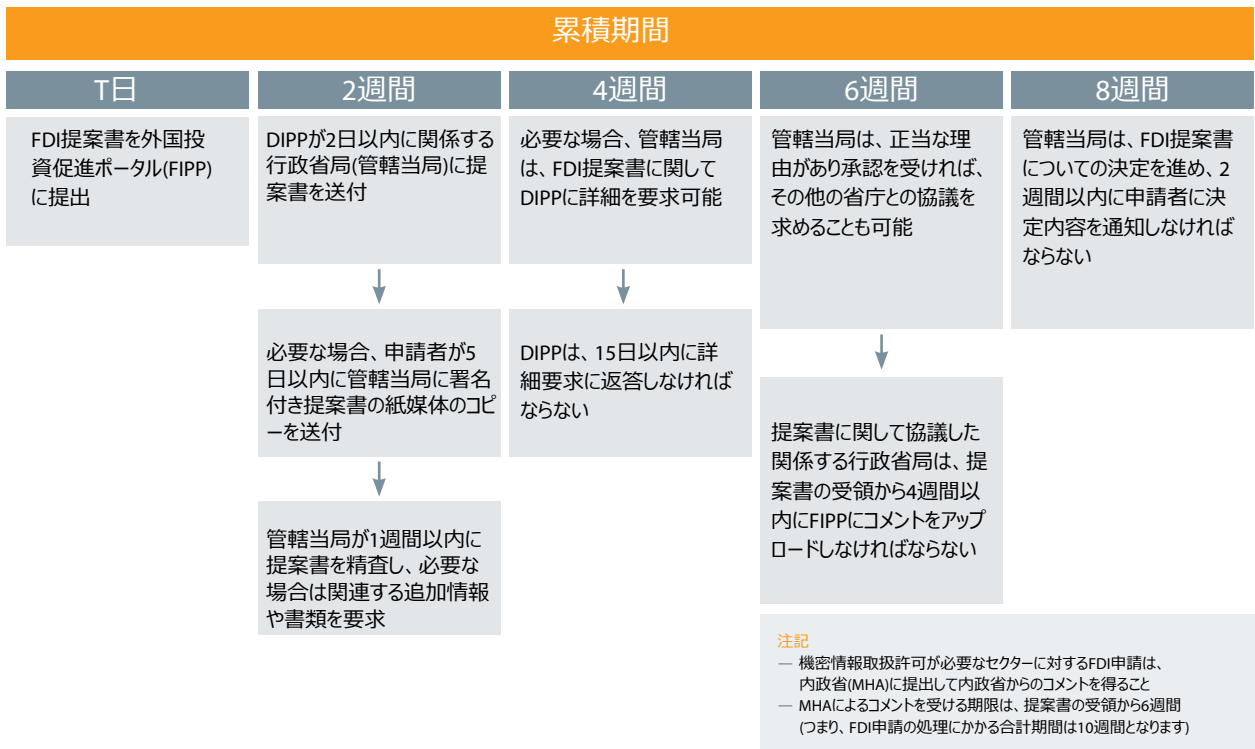 累積期間
T日
2週間
4週間
6週間
8週間
FDI提案書を外国投
資促進ポータル(FIPP)
に提出
DIPPが2日以内に関係する
行政省局(管轄当局)に提
案書を送付
必要な場合、申請者が5
日以内に管轄当局に署名
付き提案書の紙媒体のコピ
ーを送付
管轄当局が1週間以内に
提案書を精査し、必要な
場合は関連する追加情報
や書類を要求
必要な場合、管轄当局
は、FDI提案書に関して
DIPPに詳細を要求可能
DIPPは、15日以内に詳
細要求に返答しなければ
ならない
管轄当局は、正当な理
由があり承認を受ければ、
その他の省庁との協議を
求めることも可能
提案書に関して協議した
関係する行政省局は、提
案書の受領から4週間以
内にFIPPにコメントをアップ
ロードしなければならない
管轄当局は、FDI提案書
についての決定を進め、2
週間以内に申請者に決
定内容を通知しなければ
ならない
注記
— 機密情報取扱許可が必要なセクターに対するFDI申請は、
内政省(MHA)に提出して内政省からのコメントを得ること
— MHAによるコメントを受ける期限は、提案書の受領から6週間
(つまり、FDI申請の処理にかかる合計期間は10週間となります)